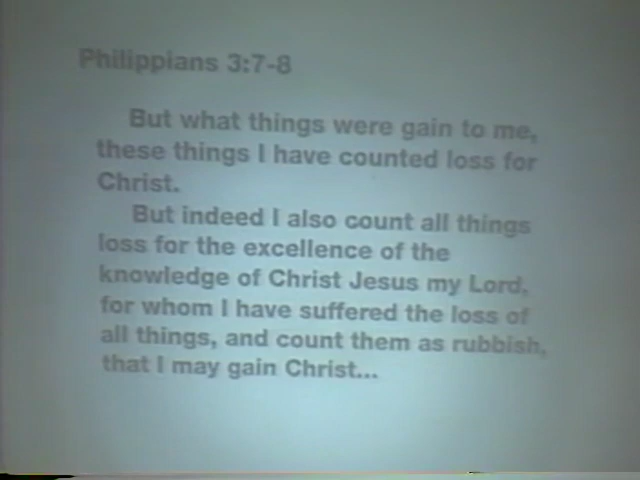 Philippians 3:7-8
But what things were gain to me,
these things I have counted loss for
Christ.
But indeed I also count all things
loss for the excellence of the
knowledge of Christ Jesus my Lord,
for whom I have suffered the loss of
all things, and count them as rubbish,
that I may gain Christ...